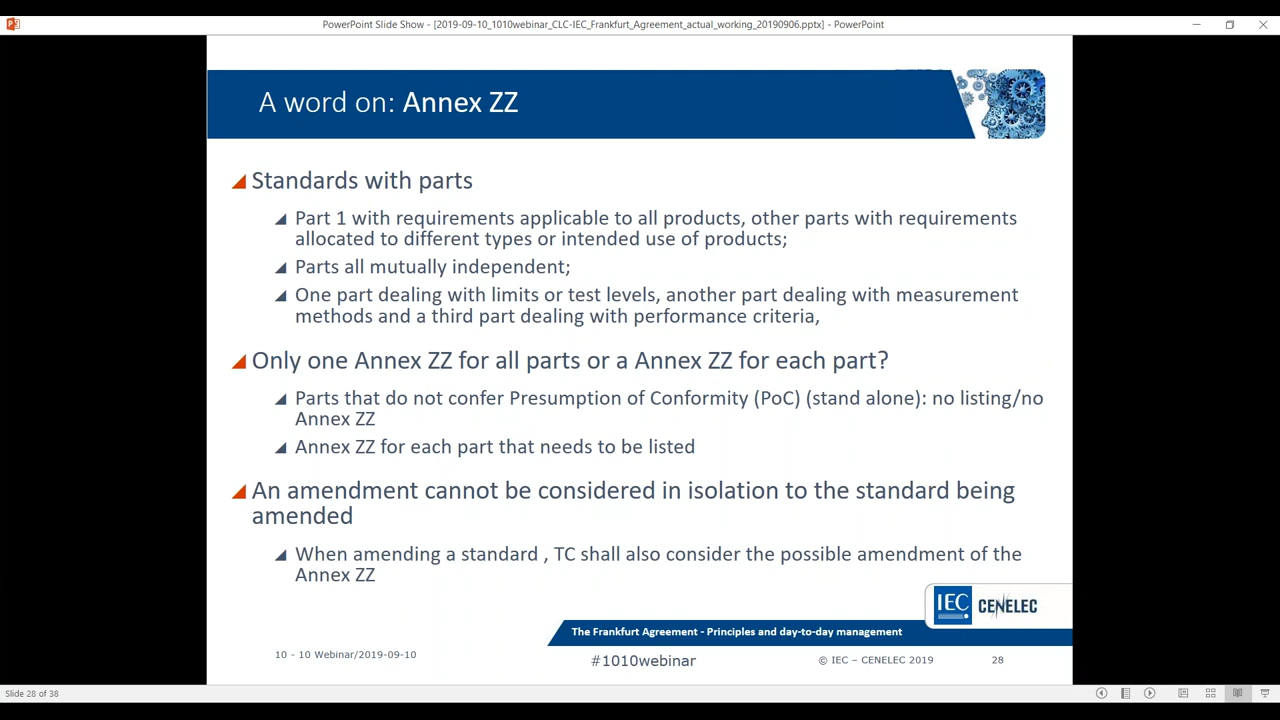 PowerPoint Slide Show - [2019-09-10_1010webinar_CLC-IEC_Frankfurt_Agreement_actual_working_20190906.pptx] - PowerPoint
A word on: Annex ZZ
Standards with parts
Part 1 with requirements applicable to all products, other parts with requirements
allocated to different types or intended use of products;
Parts all mutually independent;
One part dealing with limits or test levels, another part dealing with measurement
methods and a third part dealing with performance criteria,
Only one Annex ZZ for all parts or a Annex ZZ for each part?
Parts that do not confer Presumption of Conformity (PoC) (stand alone): no listing/no
Annex ZZ
Annex ZZ for each part that needs to be listed
An amendment cannot be considered in isolation to the standard being
amended
When amending a standard , TC shall also consider the possible amendment of the
Annex ZZ
IEC CENELEC
The Frankfurt Agreement - Principles and day-to-day management
10 - 10 Webinar/2019-09-10
#1010webinar
© IEC – CENELEC 2019
28
Slide 28 of 38